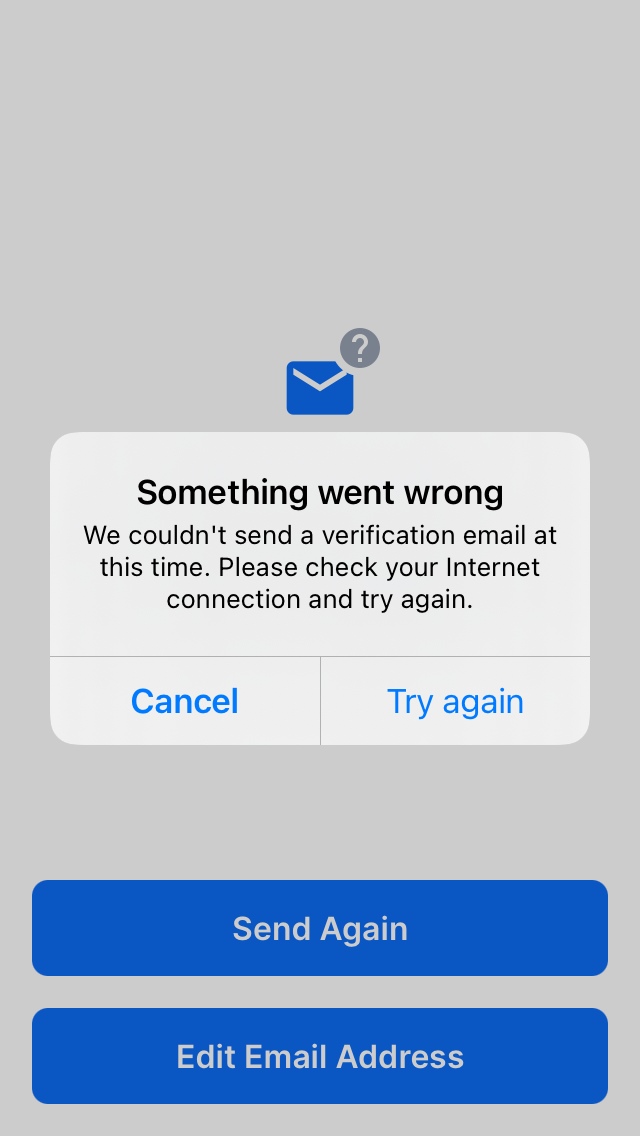 ?
Something went wrong
We couldn't send a verification email at
this time. Please check your Internet
connection and try again.
Cancel
Try again
Send Again
Edit Email Address